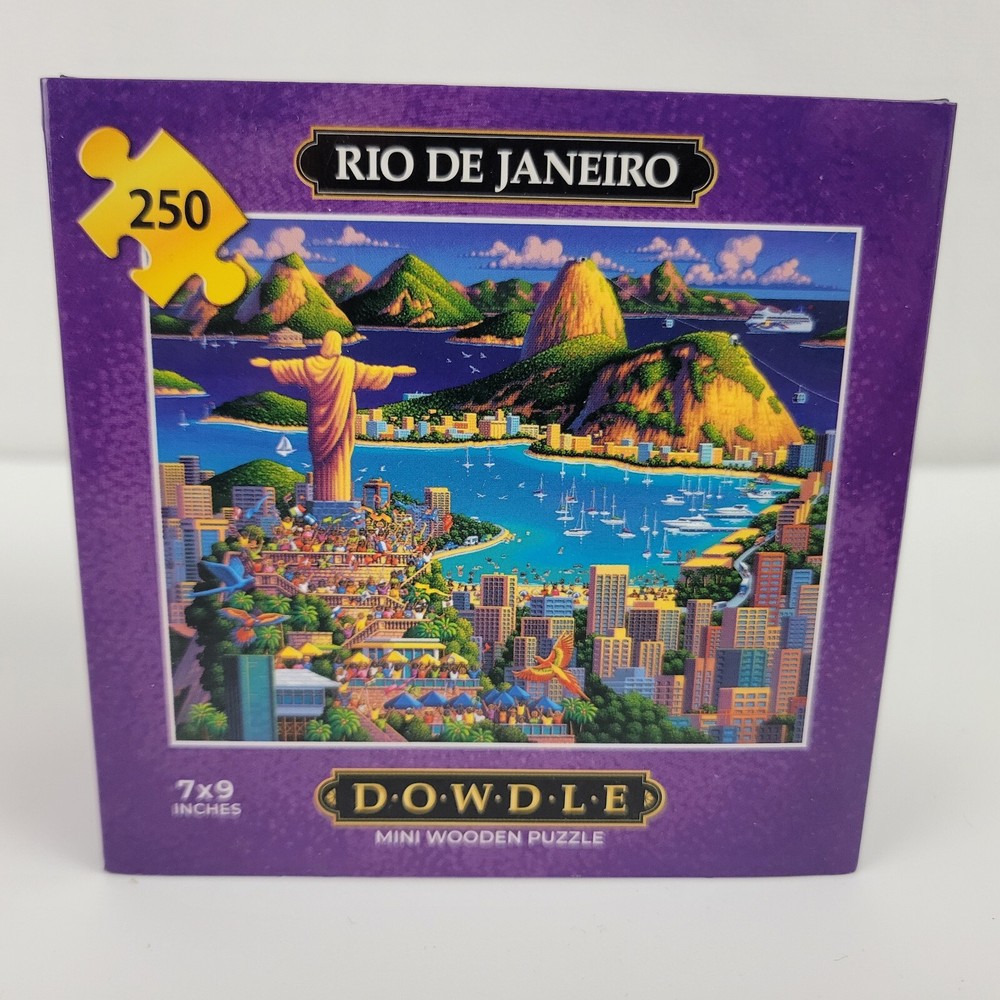 RIO DE JANEIRO
250
7x9
INCHES
D·O·W·D·L·E
MINI WOODEN PUZZLE